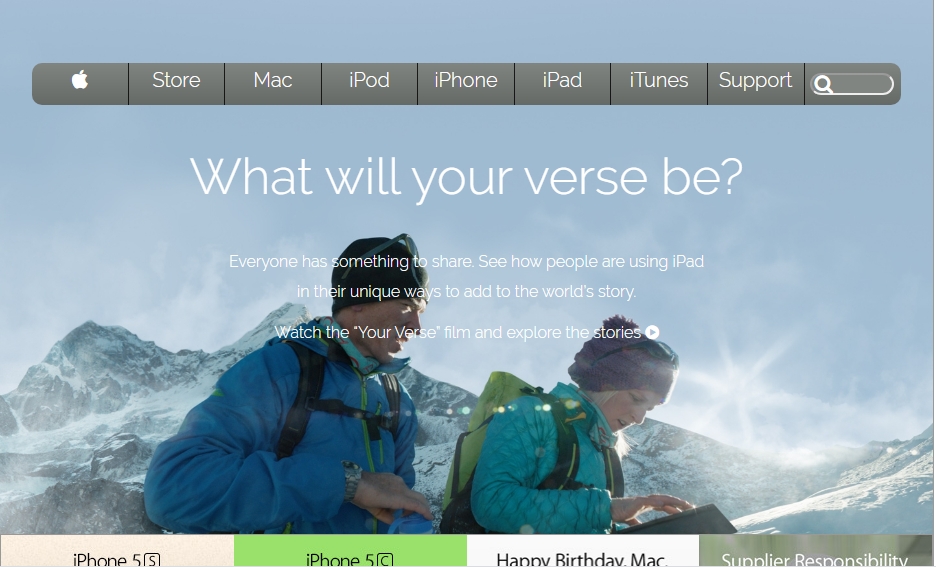 Store Mac iPod iPhone iPad iTunes Support
What will your verse be?
Everyone has something to share. See how people are using iPad
in their unique ways to add to the world's story.
Watch the "Your Verse" film and explore the stories
iPhone 5S iPhone 5C Happy Birthday, Mac. Supplier Responsibility